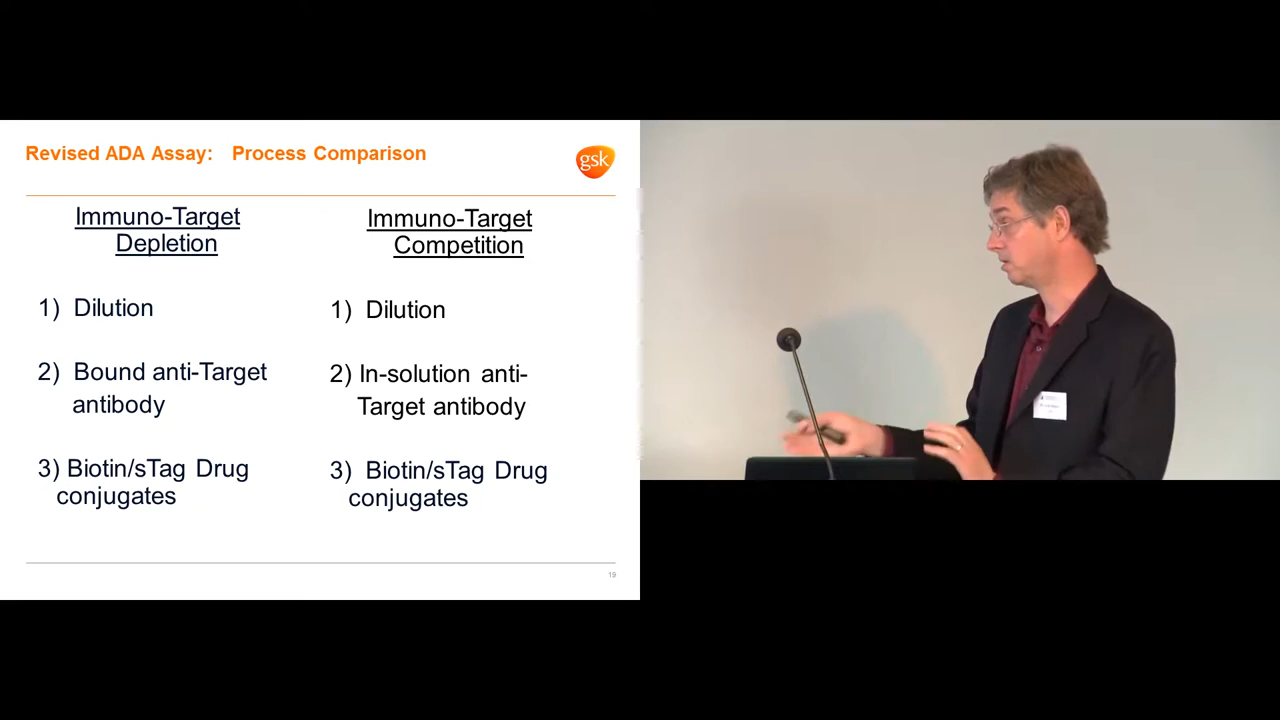 Revised ADA Assay: Process Comparison
gsk
Immuno-Target
Depletion
1) Dilution
2) Bound anti-Target
antibody
3) Biotin/sTag Drug
conjugates
Immuno-Target
Competition
1) Dilution
2) In-solution anti-
Target antibody
3) Biotin/sTag Drug
conjugates
19